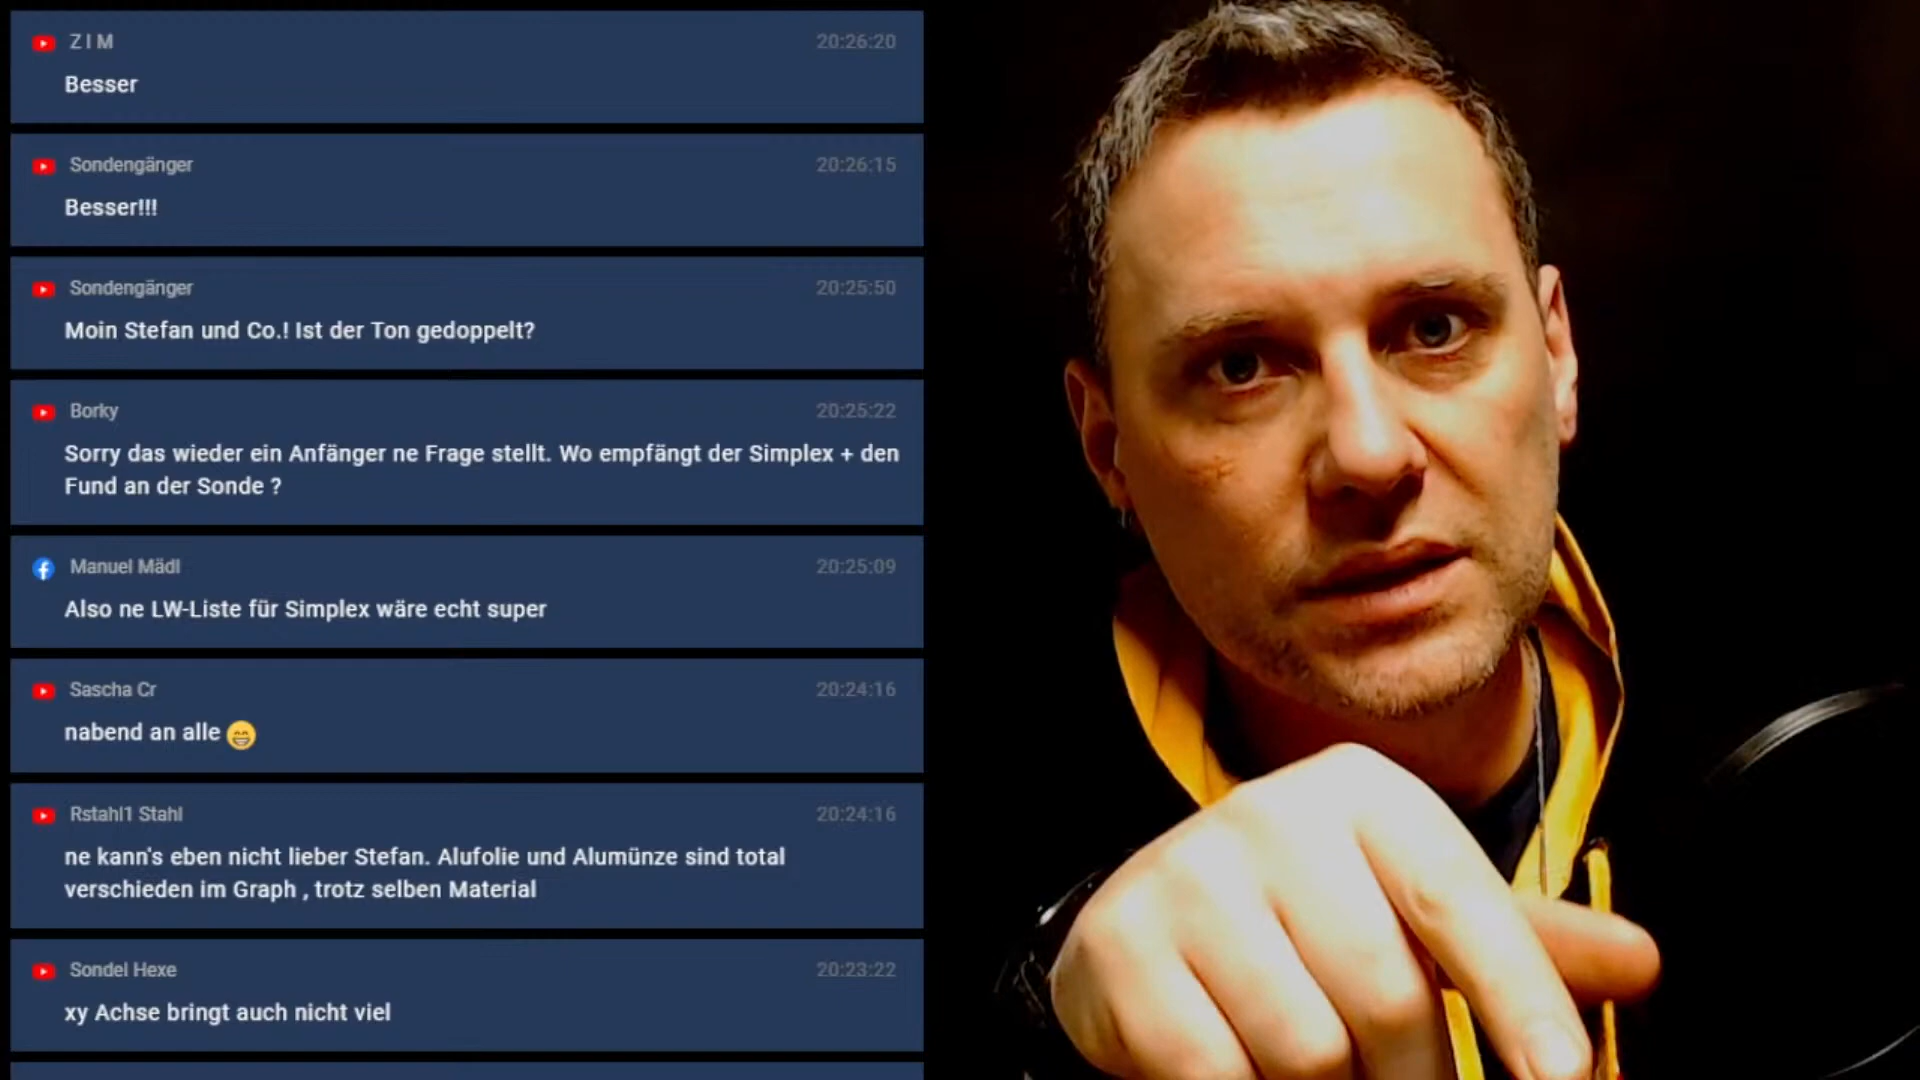 Z I M 20:26:20
Besser
Sondengänger 20:26:15
Besser!!!
Sondengänger 20:25:50
Moin Stefan und Co.! Ist der Ton gedoppelt?
Borky 20:25:22
Sorry das wieder ein Anfänger ne Frage stellt. Wo empfängt der Simplex + den
Fund an der Sonde ?
Manuel Mädl 20:25:09
Also ne LW-Liste für Simplex wäre echt super
Sascha Cr 20:24:16
nabend an alle 😁
Rstahl1 Stahl 20:24:16
ne kann's eben nicht lieber Stefan. Alufolie und Alumünze sind total
verschieden im Graph , trotz selben Material
Sondel Hexe 20:23:22
xy Achse bringt auch nicht viel